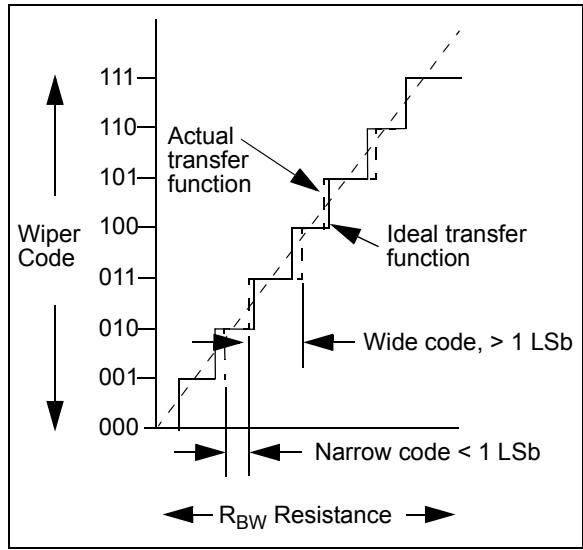 111
110
101
100
011
010
001
000
Wiper
Code
Actual
transfer
function
Ideal transfer
function
Wide code, > 1 LSb
Narrow code < 1 LSb
RBW Resistance